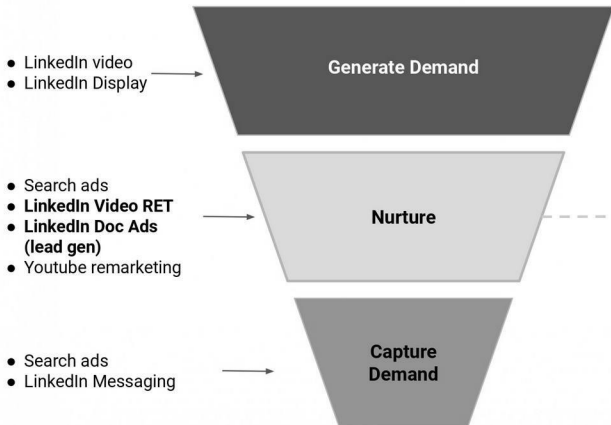 ● LinkedIn video
● LinkedIn Display
Generate Demand
● Search ads
● LinkedIn Video RET
● LinkedIn Doc Ads
(lead gen)
● Youtube remarketing
Nurture
● Search ads
● LinkedIn Messaging
Capture
Demand